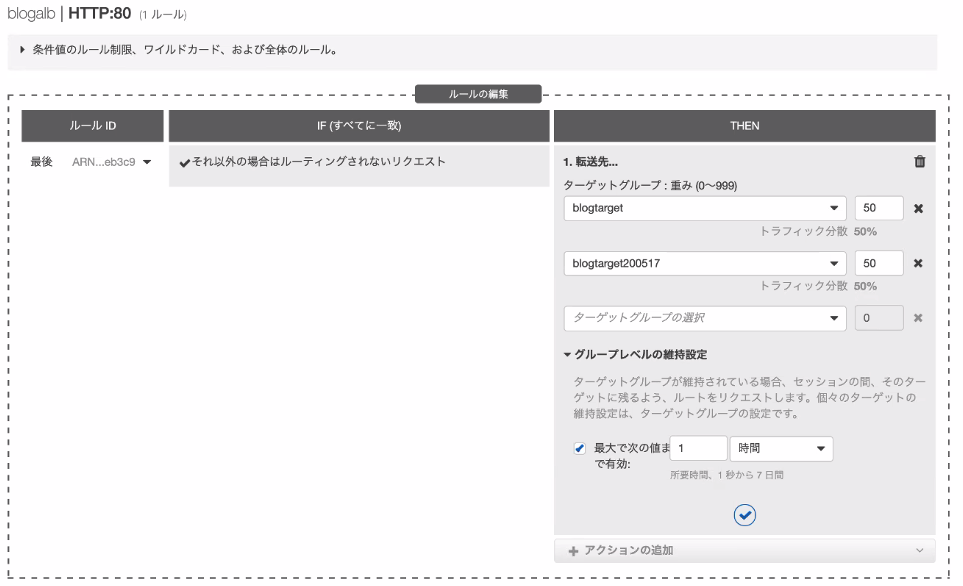 blogalb | HTTP:80 (1 ルール)
条件値のルール制限、ワイルドカード、および全体のルール。
ルールの編集
ルール ID
IF (すべてに一致)
THEN
最後 ARN...eb3c9
それ以外の場合はルーティングされないリクエスト
1. 転送先...
ターゲットグループ : 重み (0〜999)
blogtarget 50
トラフィック分散 50%
blogtarget200517 50
トラフィック分散 50%
ターゲットグループの選択 0
グループレベルの維持設定
ターゲットグループが維持されている場合、セッションの間、そのター
ゲットに残るよう、ルートをリクエストします。個々のターゲットの
維持設定は、ターゲットグループの設定です。
最大で次の値ま 1 時間
で有効:
所要時間、1 秒から 7 日間
アクションの追加